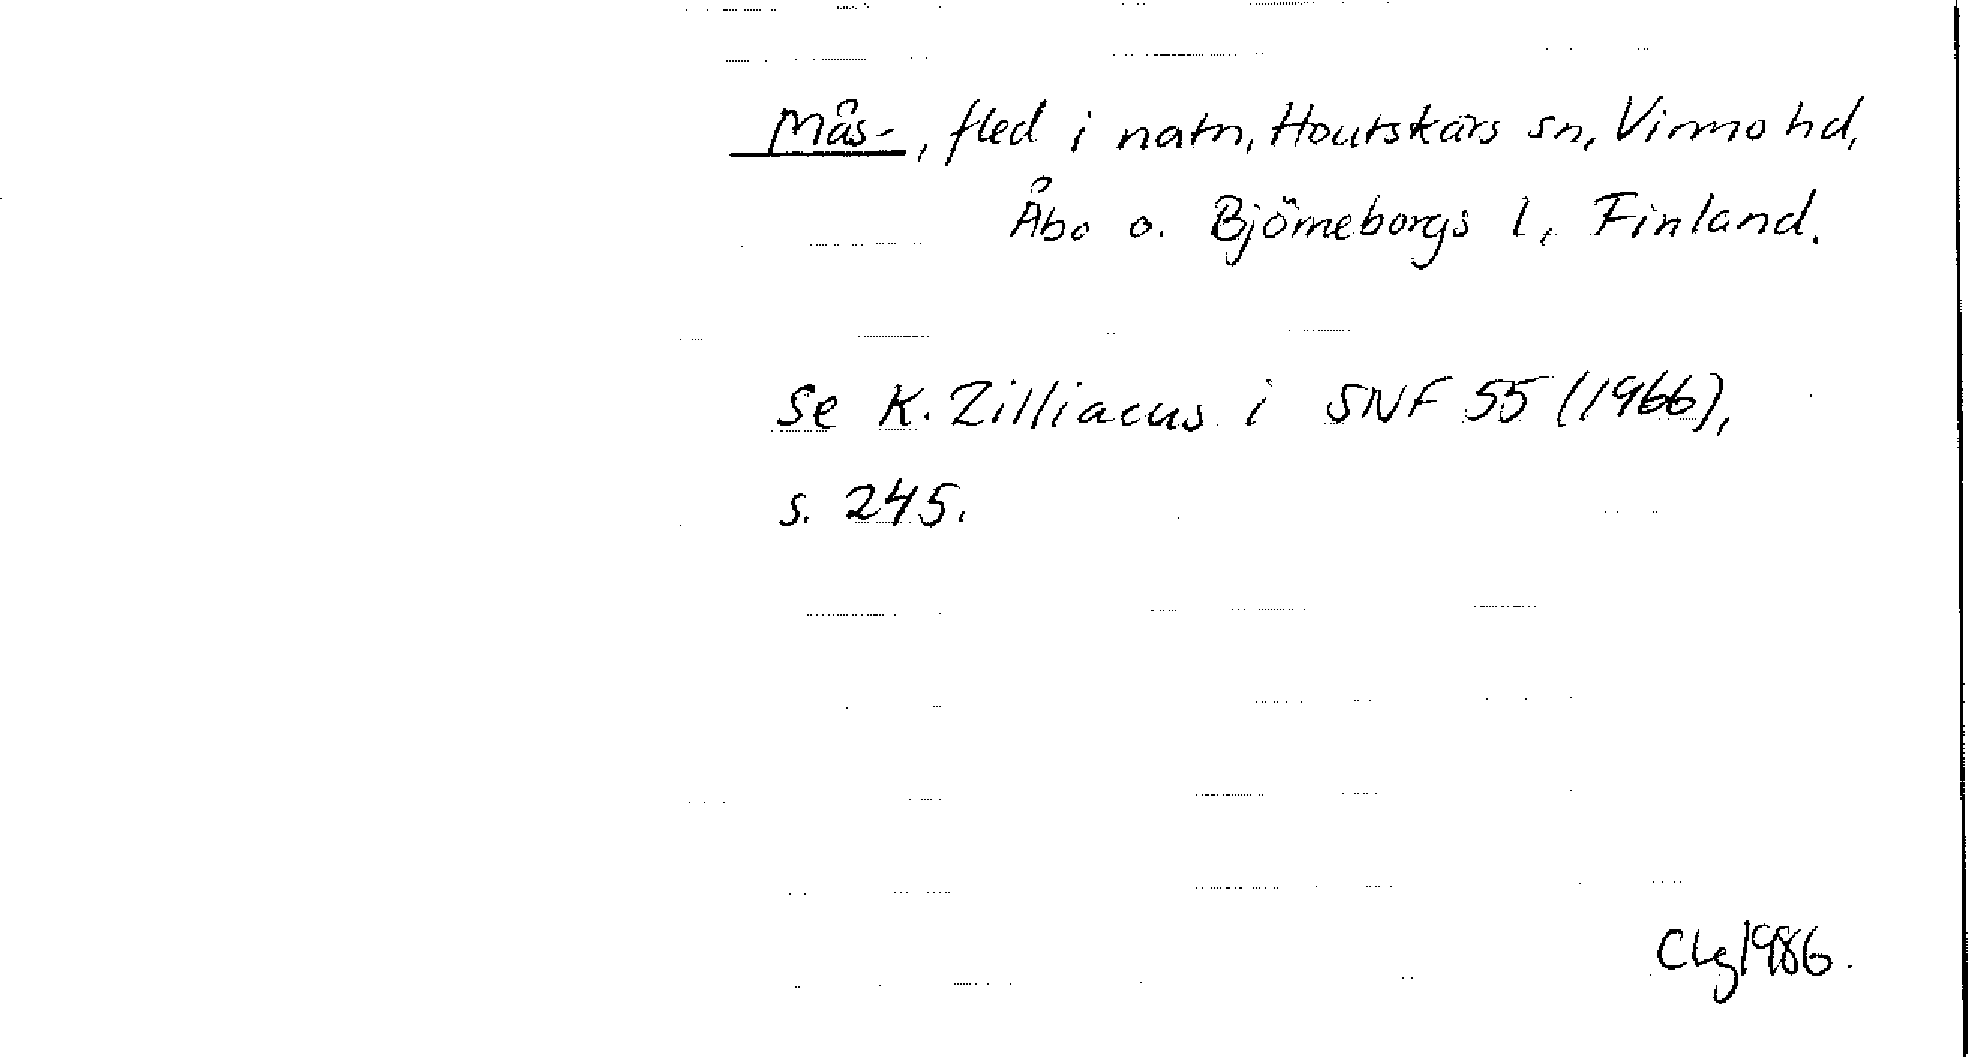 Mås-, fled i natn, Houtskärs sn, Virmo hd,
Åbo o. Björneborgs l, Finland.
Se K. Zilliacus i SNF 55 (1966),
s. 245.
CLg 1986.